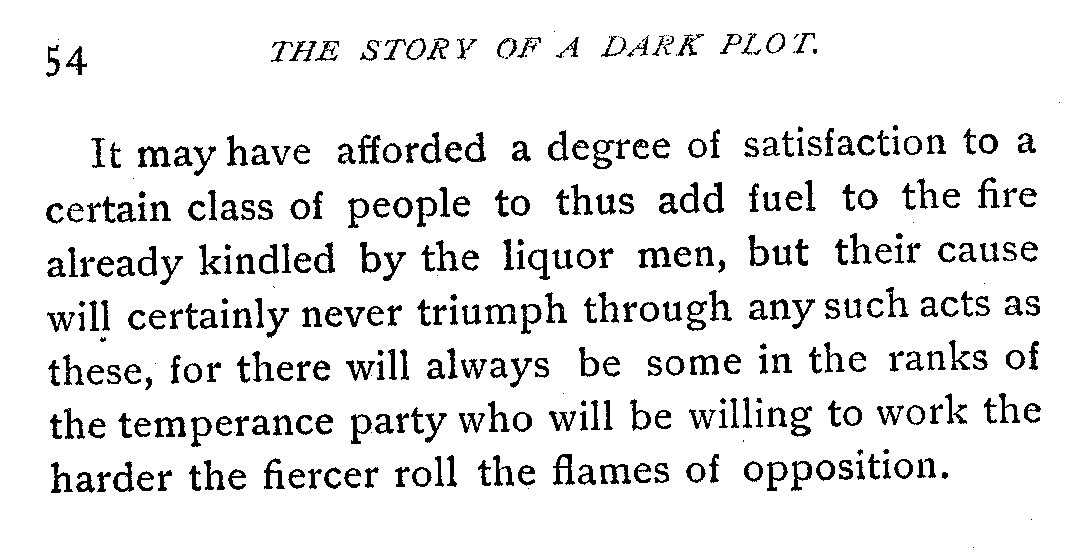 54 THE STORY OF A DARK PLOT.
It may have afforded a degree of satisfaction to a
certain class of people to thus add fuel to the fire
already kindled by the liquor men, but their cause
will certainly never triumph through any such acts as
these, for there will always be some in the ranks of
the temperance party who will be willing to work the
harder the fiercer roll the flames of opposition.